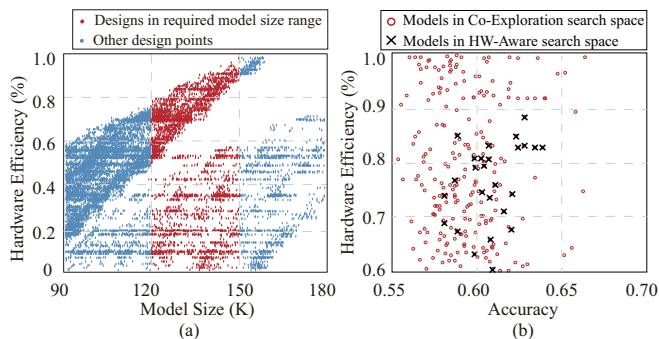 Designs in required model size range
Other design points
Hardware Efficiency (%)
1.0
0.8
0.6
0.4
0.2
0
90
120
150
180
Model Size (K)
(a)
Models in Co-Exploration search space
Models in HW-Aware search space
Hardware Efficiency (%)
1.0
0.9
0.8
0.7
0.6
0.55
0.60
0.65
0.70
Accuracy
(b)